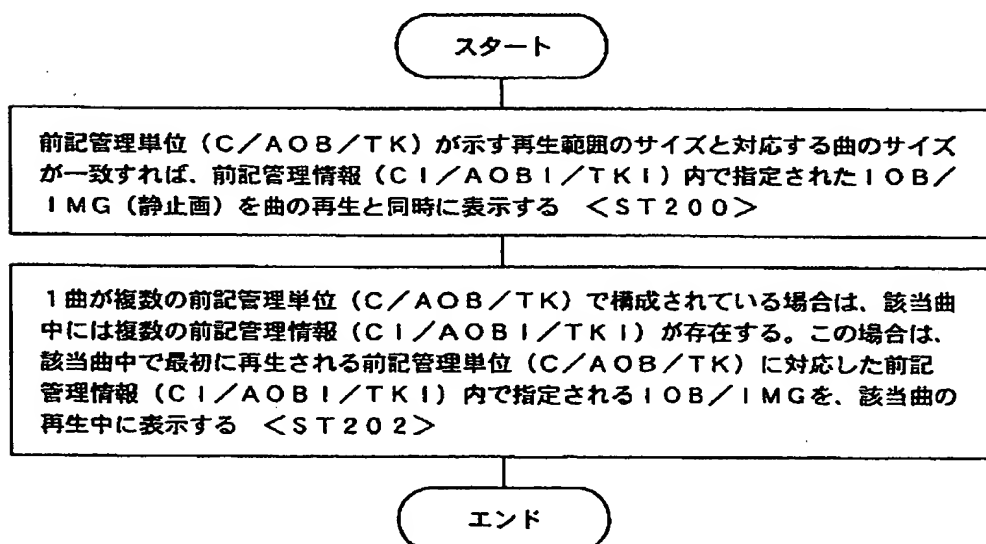 スタート
前記管理単位(C/AOB/TK)が示す再生範囲のサイズと対応する曲のサイズ
が一致すれば、前記管理情報(CI/AOBI/TKI)内で指定されたIOB/
IMG(静止画)を曲の再生と同時に表示する <ST200>
1曲が複数の前記管理単位(C/AOB/TK)で構成されている場合は、該当曲
中には複数の前記管理情報(CI/AOBI/TKI)が存在する。この場合は、
該当曲中で最初に再生される前記管理単位(C/AOB/TK)に対応した前記
管理情報(CI/AOBI/TKI)内で指定されるIOB/IMGを、該当曲の
再生中に表示する <ST202>
エンド